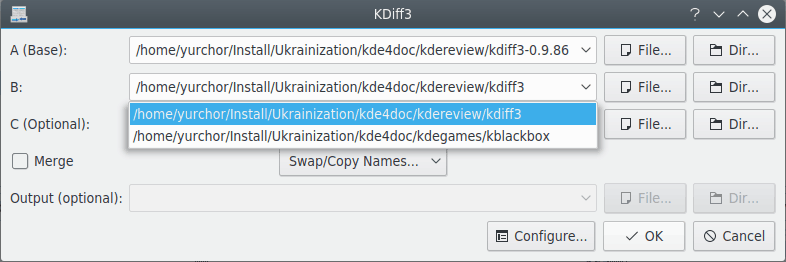 KDiff3
A (Base): /home/yurchor/Install/Ukrainization/kde4doc/kdereview/kdiff3-0.9.86 File... Dir...
B: /home/yurchor/Install/Ukrainization/kde4doc/kdereview/kdiff3 File... Dir...
/home/yurchor/Install/Ukrainization/kde4doc/kdereview/kdiff3
C (Optional): File... Dir...
/home/yurchor/Install/Ukrainization/kde4doc/kdegames/kblackbox
Merge Swap/Copy Names...
Output (optional): File... Dir...
Configure... OK Cancel